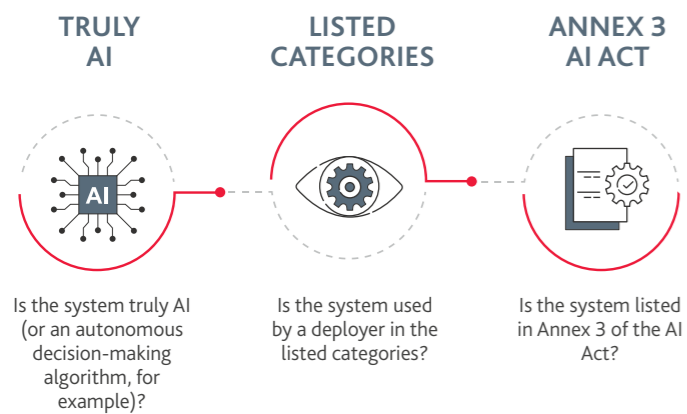 TRULY
AI
LISTED
CATEGORIES
ANNEX 3
AI ACT
AI
Is the system truly AI
(or an autonomous
decision-making
algorithm, for
example)?
Is the system used
by a deployer in the
listed categories?
Is the system listed
in Annex 3 of the AI
Act?